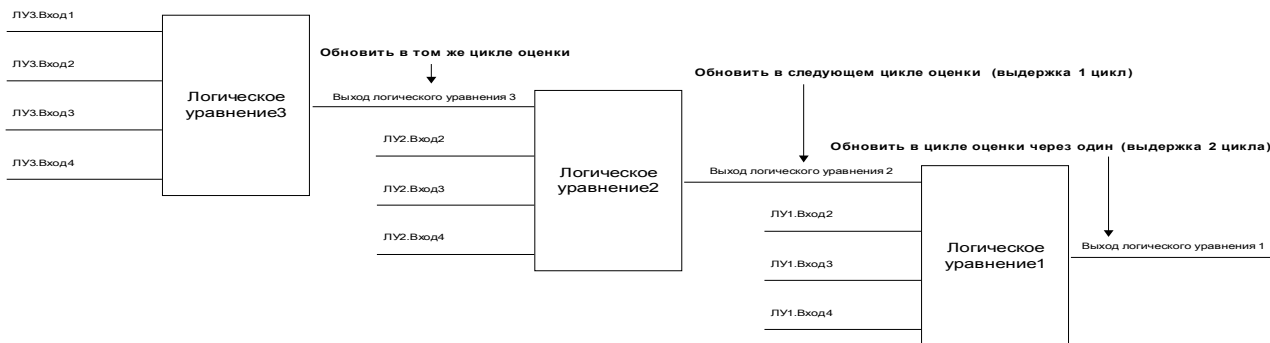 ЛУ3.Вход1
ЛУ3.Вход2
ЛУ3.Вход3
ЛУ3.Вход4
Логическое
уравнение3
Обновить в том же цикле оценки
Выход логического уравнения 3
ЛУ2.Вход2
ЛУ2.Вход3
ЛУ2.Вход4
Логическое
уравнение2
Обновить в следующем цикле оценки (выдержка 1 цикл)
Выход логического уравнения 2
ЛУ1.Вход2
ЛУ1.Вход3
ЛУ1.Вход4
Логическое
уравнение1
Обновить в цикле оценки через один (выдержка 2 цикла)
Выход логического уравнения 1